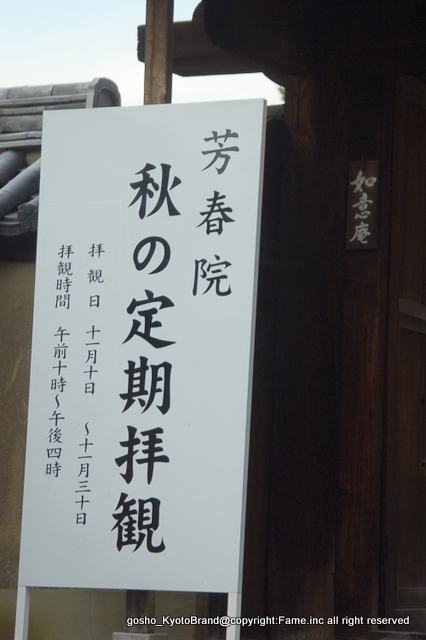 芳春院
秋の定期拝観
拝観日 十一月十日 ～十一月三十日
拝観時間 午前十時～午後四時
如意庵
gosho_KyotoBrand@copyright:Fame.inc all right reserved